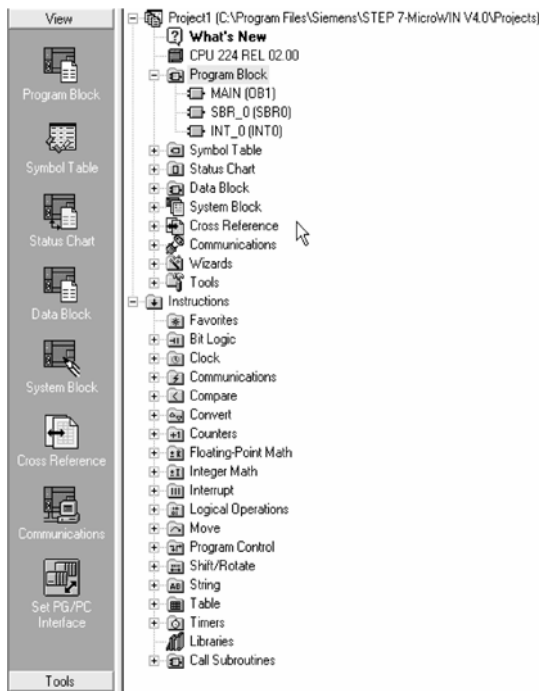 View
Program Block
Symbol Table
Status Chart
Data Block
System Block
Cross Reference
Communications
Set PG/PC
Interface
Tools
Project1 (C:\Program Files\Siemens\STEP 7-MicroWIN V4.0\Projects)
What's New
CPU 224 REL 02.00
Program Block
MAIN (OB1)
SBR_0 (SBR0)
INT_0 (INT0)
Symbol Table
Status Chart
Data Block
System Block
Cross Reference
Communications
Wizards
Tools
Instructions
Favorites
Bit Logic
Clock
Communications
Compare
Convert
Counters
Floating-Point Math
Integer Math
Interrupt
Logical Operations
Move
Program Control
Shift/Rotate
String
Table
Timers
Libraries
Call Subroutines